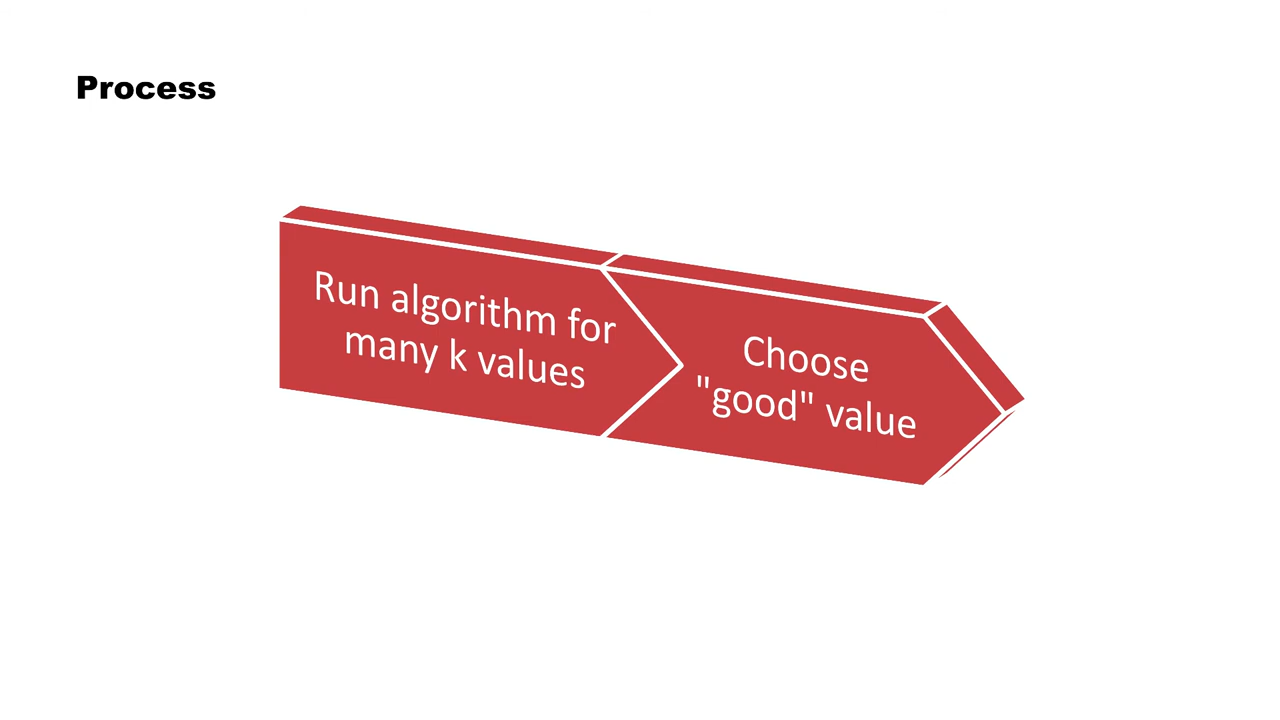 Process
Run algorithm for
many k values
Choose
"good" value